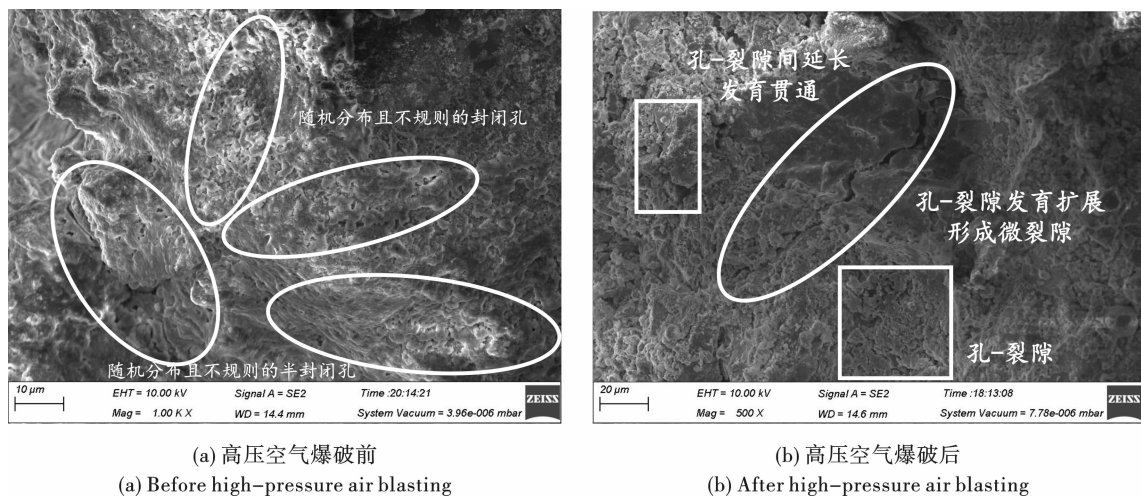 随机分布且不规则的封闭孔
随机分布且不规则的半封闭孔
10 μm
EHT = 10.00 kV
Signal A = SE2
Time :20:14:21
Mag = 1.00 K X
WD = 14.4 mm
System Vacuum = 3.96e-006 mbar
ZEISS
孔-裂隙间延长
发育贯通
孔-裂隙发育扩展
形成微裂隙
孔-裂隙
20 μm
EHT = 10.00 kV
Signal A = SE2
Time :18:13:08
Mag = 500 X
WD = 14.6 mm
System Vacuum = 7.78e-006 mbar
ZEISS
(a) 高压空气爆破前
(a) Before high-pressure air blasting
(b) 高压空气爆破后
(b) After high-pressure air blasting